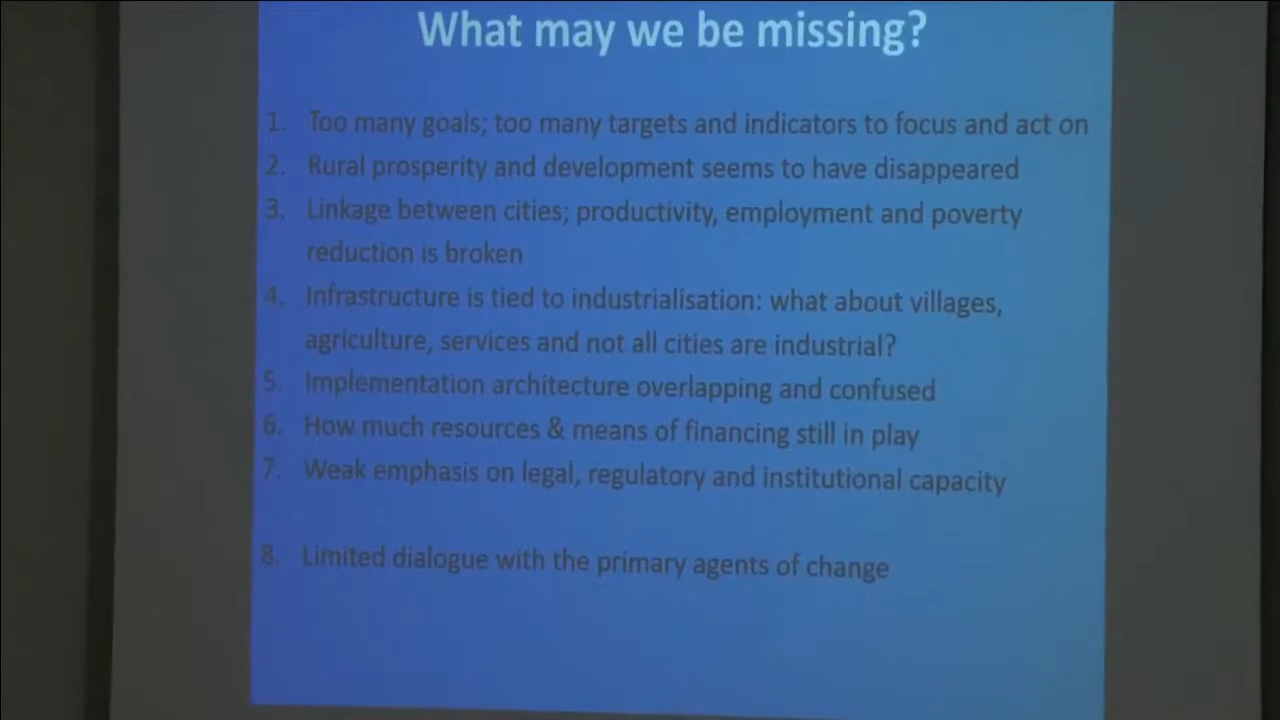 What may we be missing?
1. Too many goals; too many targets and indicators to focus and act on
2. Rural prosperity and development seems to have disappeared
3. Linkage between cities; productivity, employment and poverty
reduction is broken
4. Infrastructure is tied to industrialisation: what about villages,
agriculture, services and not all cities are industrial?
5. Implementation architecture overlapping and confused
6. How much resources & means of financing still in play
7. Weak emphasis on legal, regulatory and institutional capacity
8. Limited dialogue with the primary agents of change